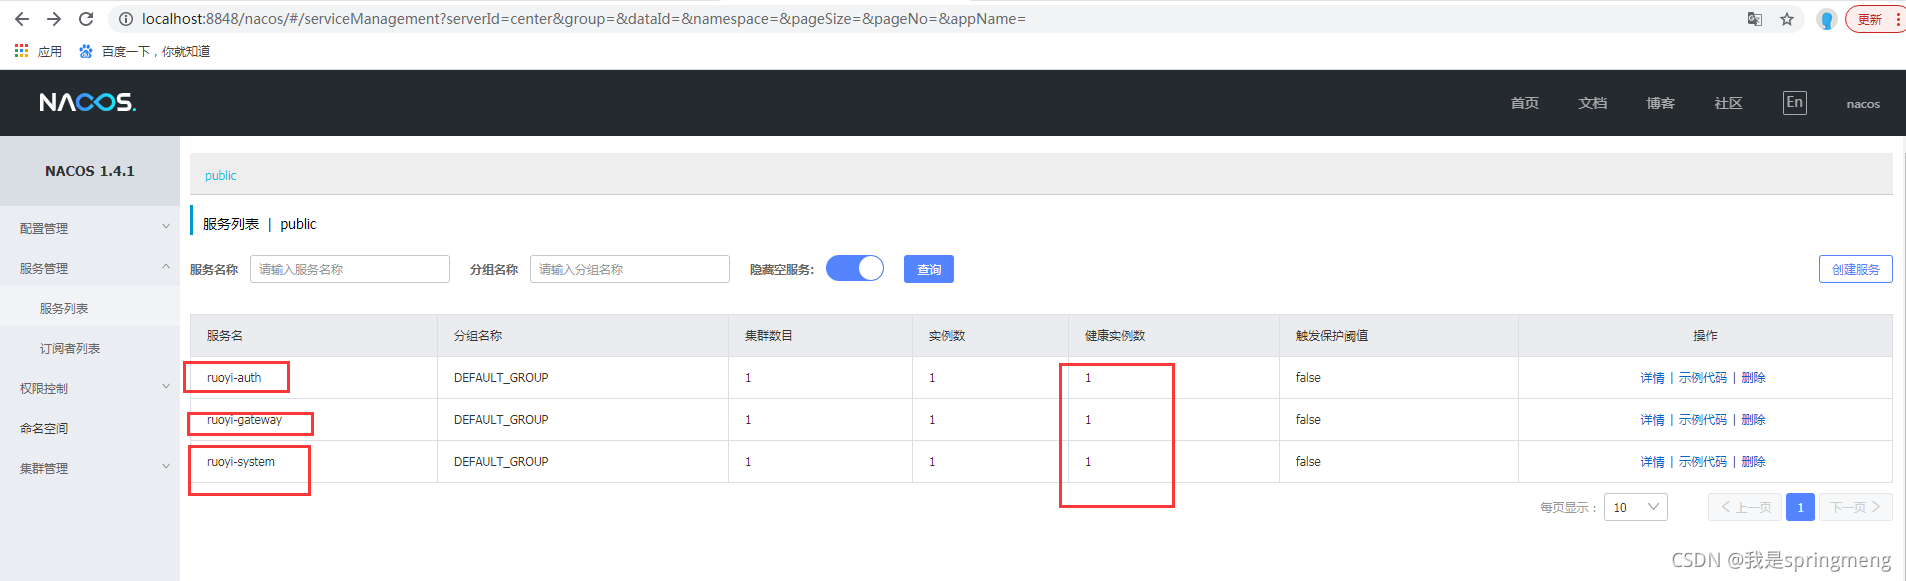 localhost:8848/nacos/#/serviceManagement?serverId=center&group=&dataId=&namespace=&pageSize=&pageNo=&appName=
更新
应用 百度一下，你就知道
NACOS.
首页 文档 博客 社区 En nacos
NACOS 1.4.1
配置管理
服务管理
服务列表
订阅者列表
权限控制
命名空间
集群管理
public
服务列表 | public
服务名称 请输入服务名称 分组名称 请输入分组名称 隐藏空服务: 查询 创建服务
服务名 分组名称 集群数目 实例数 健康实例数 触发保护阈值 操作
ruoyi-auth DEFAULT_GROUP 1 1 1 false 详情 | 示例代码 | 删除
ruoyi-gateway DEFAULT_GROUP 1 1 1 false 详情 | 示例代码 | 删除
ruoyi-system DEFAULT_GROUP 1 1 1 false 详情 | 示例代码 | 删除
每页显示： 10 上一页 1 下一页
CSDN @我是springmeng